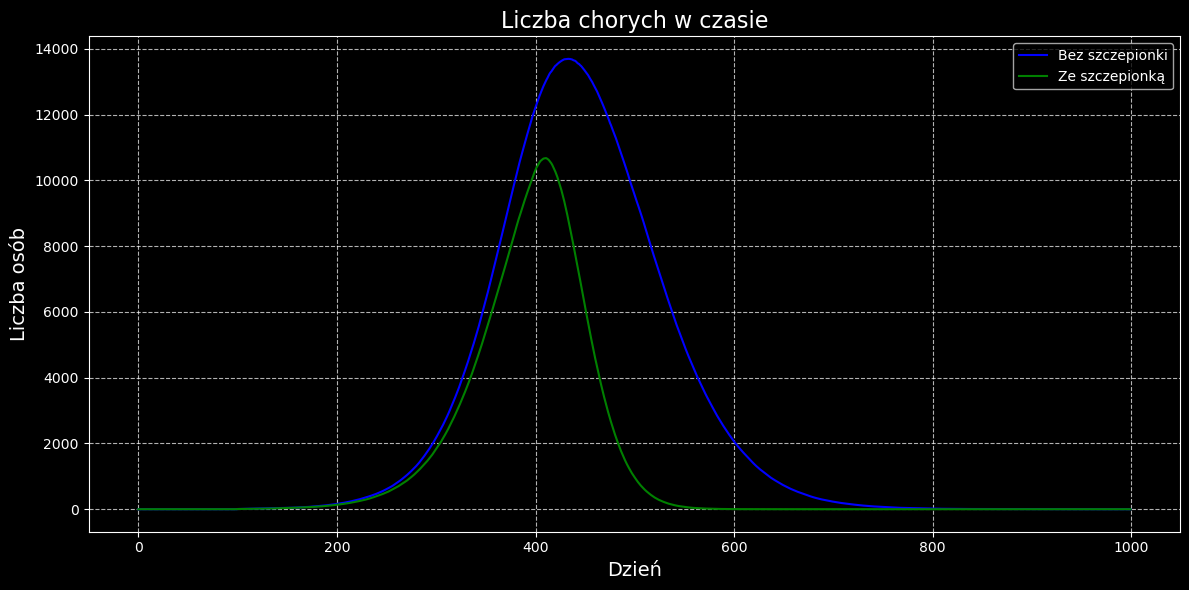 Liczba chorych w czasie
Bez szczepionki
Ze szczepionką
Liczba osób
14000
12000
10000
8000
6000
4000
2000
0
0 200 400 600 800 1000
Dzień